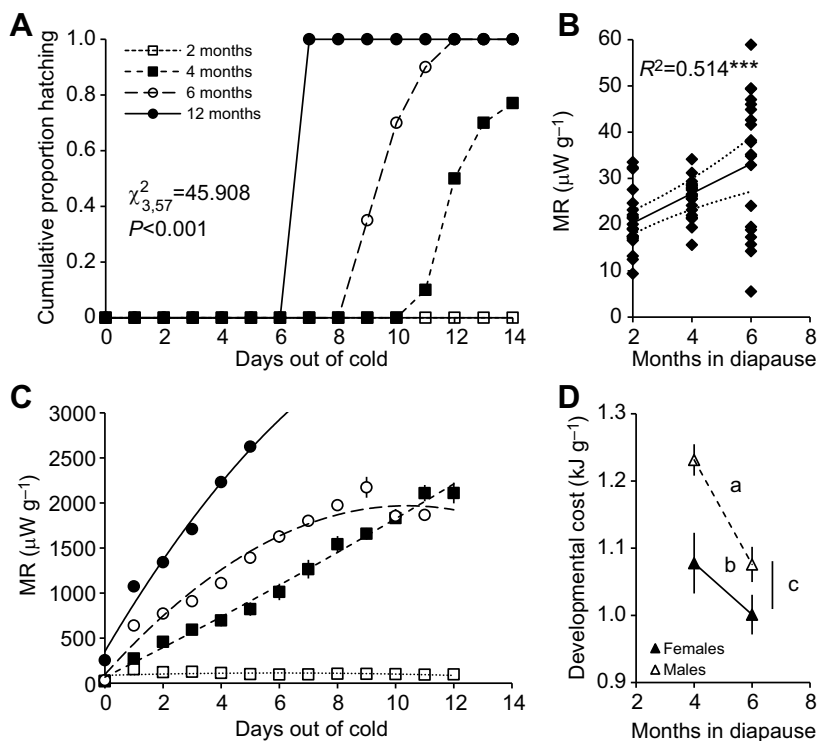 A
Cumulative proportion hatching
1.0
0.8
0.6
0.4
0.2
0
2 months
4 months
6 months
12 months
χ²3,57=45.908
P<0.001
0 2 4 6 8 10 12 14
Days out of cold
B
MR (μW g–1)
60
50
40
30
20
10
0
R2=0.514***
2 4 6 8
Months in diapause
C
MR (μW g–1)
3000
2500
2000
1500
1000
500
0
0 2 4 6 8 10 12 14
Days out of cold
D
Developmental cost (kJ g–1)
1.3
1.2
1.1
1.0
0.9
a
b
c
Females
Males
2 4 6 8
Months in diapause